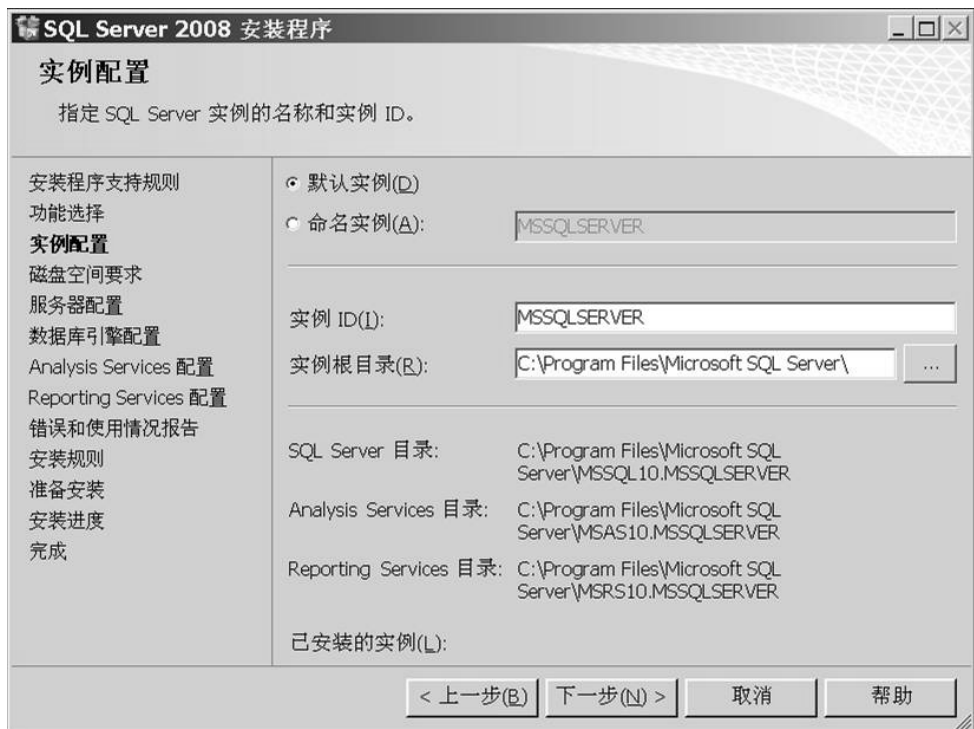 SQL Server 2008 安装程序
实例配置
指定 SQL Server 实例的名称和实例 ID。
安装程序支持规则
功能选择
实例配置
磁盘空间要求
服务器配置
数据库引擎配置
Analysis Services 配置
Reporting Services 配置
错误和使用情况报告
安装规则
准备安装
安装进度
完成
默认实例(D)
命名实例(A): MSSQLSERVER
实例 ID(I): MSSQLSERVER
实例根目录(R): C:\Program Files\Microsoft SQL Server\ ...
SQL Server 目录: C:\Program Files\Microsoft SQL
Server\MSSQL10.MSSQLSERVER
Analysis Services 目录: C:\Program Files\Microsoft SQL
Server\MSAS10.MSSQLSERVER
Reporting Services 目录: C:\Program Files\Microsoft SQL
Server\MSRS10.MSSQLSERVER
已安装的实例(L):
< 上一步(B) 下一步(N) > 取消 帮助